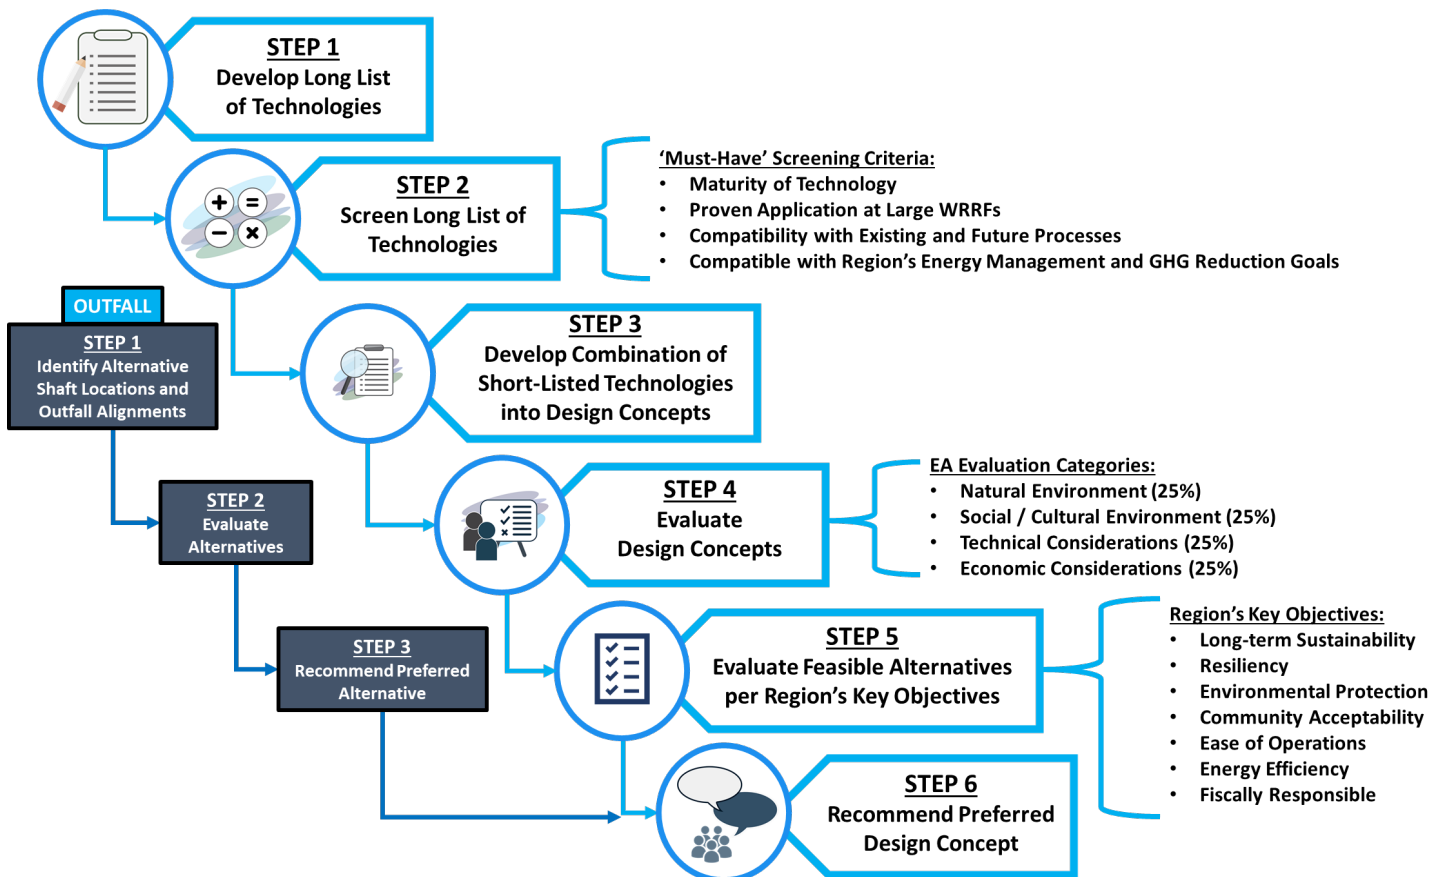 STEP 1
Develop Long List
of Technologies
STEP 2
Screen Long List of
Technologies
‘Must-Have’ Screening Criteria:
• Maturity of Technology
• Proven Application at Large WRRFs
• Compatibility with Existing and Future Processes
• Compatible with Region’s Energy Management and GHG Reduction Goals
OUTFALL
STEP 1
Identify Alternative
Shaft Locations and
Outfall Alignments
STEP 3
Develop Combination of
Short-Listed Technologies
into Design Concepts
STEP 2
Evaluate
Alternatives
STEP 4
Evaluate
Design Concepts
EA Evaluation Categories:
• Natural Environment (25%)
• Social / Cultural Environment (25%)
• Technical Considerations (25%)
• Economic Considerations (25%)
STEP 3
Recommend Preferred
Alternative
STEP 5
Evaluate Feasible Alternatives
per Region’s Key Objectives
Region’s Key Objectives:
• Long-term Sustainability
• Resiliency
• Environmental Protection
• Community Acceptability
• Ease of Operations
• Energy Efficiency
• Fiscally Responsible
STEP 6
Recommend Preferred
Design Concept